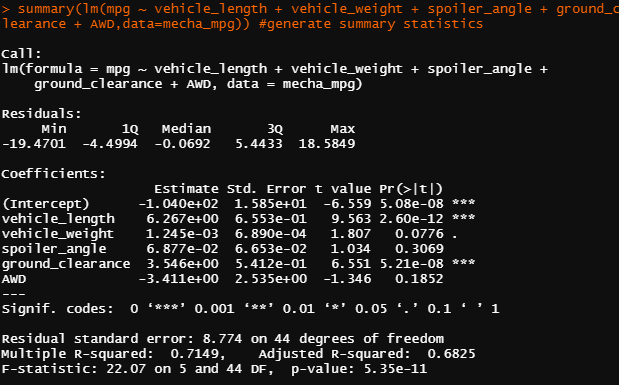 > summary(lm(mpg ~ vehicle_length + vehicle_weight + spoiler_angle + ground_c
learance + AWD,data=mecha_mpg)) #generate summary statistics
Call:
lm(formula = mpg ~ vehicle_length + vehicle_weight + spoiler_angle +
    ground_clearance + AWD, data = mecha_mpg)
Residuals:
     Min       1Q   Median       3Q      Max
-19.4701  -4.4994  -0.0692   5.4433  18.5849
Coefficients:
                   Estimate Std. Error t value Pr(>|t|)
(Intercept)      -1.040e+02  1.585e+01  -6.559 5.08e-08 ***
vehicle_length    6.267e+00  6.553e-01   9.563 2.60e-12 ***
vehicle_weight    1.245e-03  6.890e-04   1.807   0.0776 .
spoiler_angle     6.877e-02  6.653e-02   1.034   0.3069
ground_clearance  3.546e+00  5.412e-01   6.551 5.21e-08 ***
AWD              -3.411e+00  2.535e+00  -1.346   0.1852
---
Signif. codes:  0 ‘***’ 0.001 ‘**’ 0.01 ‘*’ 0.05 ‘.’ 0.1 ‘ ’ 1
Residual standard error: 8.774 on 44 degrees of freedom
Multiple R-squared:  0.7149,    Adjusted R-squared:  0.6825
F-statistic: 22.07 on 5 and 44 DF,  p-value: 5.35e-11